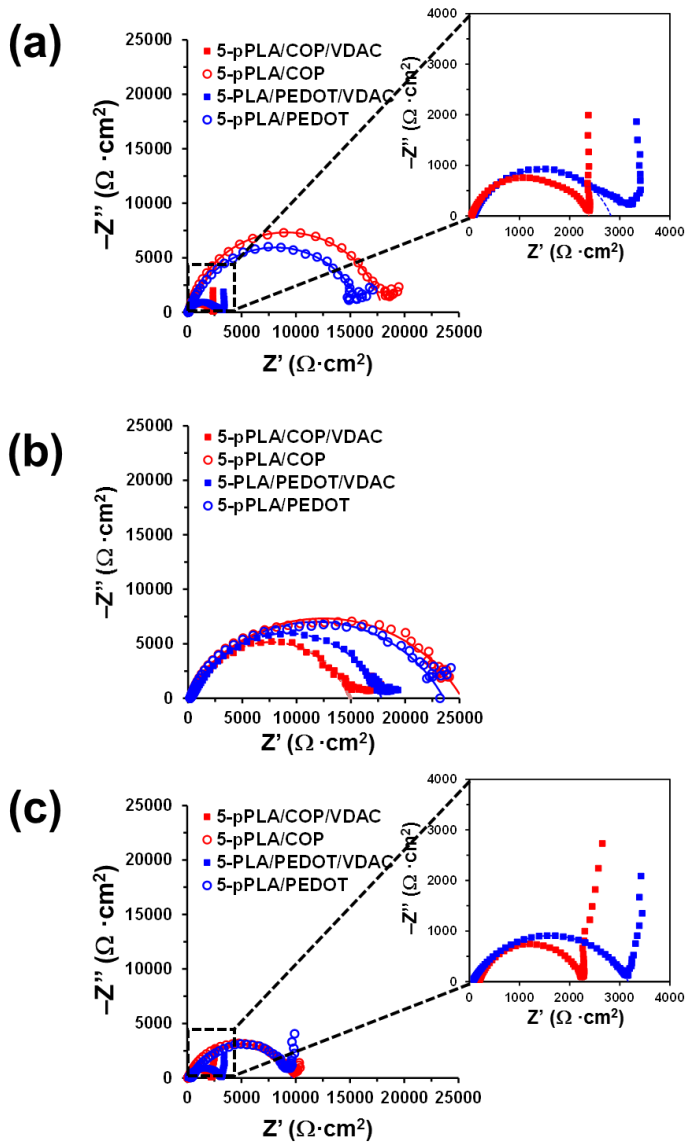 (a)
5-pPLA/COP/VDAC
5-pPLA/COP
5-PLA/PEDOT/VDAC
5-pPLA/PEDOT
25000
20000
15000
10000
5000
0
0 5000 10000 15000 20000 25000
–Z” (Ω ·cm²)
Z’ (Ω·cm²)
4000
3000
2000
1000
0
0 1000 2000 3000 4000
–Z” (Ω ·cm²)
Z’ (Ω·cm²)
(b)
5-pPLA/COP/VDAC
5-pPLA/COP
5-PLA/PEDOT/VDAC
5-pPLA/PEDOT
25000
20000
15000
10000
5000
0
0 5000 10000 15000 20000 25000
–Z” (Ω ·cm²)
Z’ (Ω ·cm²)
(c)
5-pPLA/COP/VDAC
5-pPLA/COP
5-PLA/PEDOT/VDAC
5-pPLA/PEDOT
25000
20000
15000
10000
5000
0
0 5000 10000 15000 20000 25000
–Z” (Ω ·cm²)
Z’ (Ω ·cm²)
4000
3000
2000
1000
0
0 1000 2000 3000 4000
–Z” (Ω ·cm²)
Z’ (Ω ·cm²)